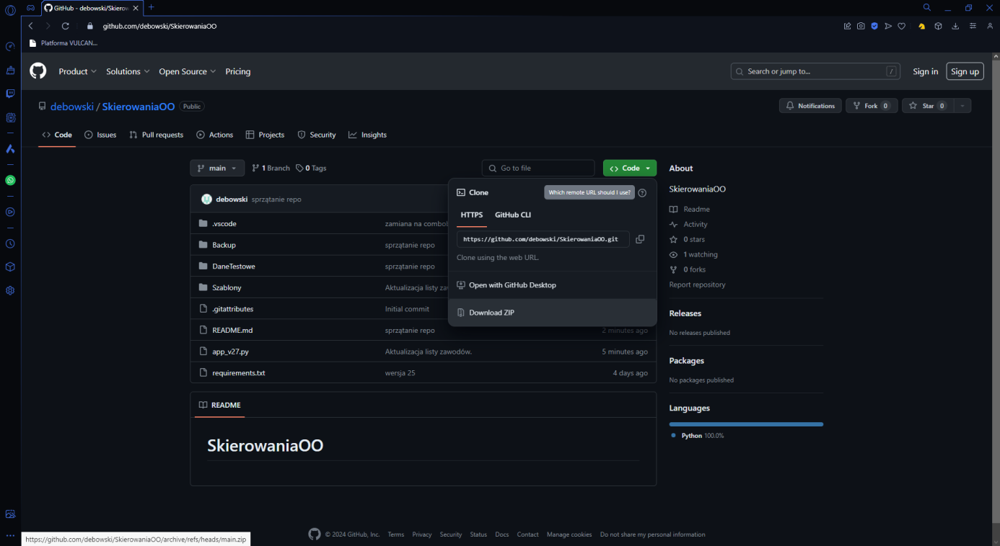 GitHub - debowski/Skierow
github.com/debowski/SkierowaniaOO
Platforma VULCAN...
Product Solutions Open Source Pricing
Search or jump to... /
Sign in Sign up
debowski / SkierowaniaOO Public
Notifications Fork 0 Star 0
Code Issues Pull requests Actions Projects Security Insights
main 1 Branch 0 Tags
Go to file
Code
debowski sprzątanie repo
.vscode zamiana na combo
Backup sprzątanie repo
DaneTestowe sprzątanie repo
Szablony Aktualizacja listy za
.gitattributes Initial commit
README.md sprzątanie repo 2 minutes ago
app_v27.py Aktualizacja listy zawodów. 5 minutes ago
requirements.txt wersja 25 4 days ago
Clone
Which remote URL should I use?
HTTPS GitHub CLI
https://github.com/debowski/SkierowaniaOO.git
Clone using the web URL.
Open with GitHub Desktop
Download ZIP
README
SkierowaniaOO
About
SkierowaniaOO
Readme
Activity
0 stars
1 watching
0 forks
Report repository
Releases
No releases published
Packages
No packages published
Languages
Python 100.0%
© 2024 GitHub, Inc. Terms Privacy Security Status Docs Contact Manage cookies Do not share my personal information
https://github.com/debowski/SkierowaniaOO/archive/refs/heads/main.zip